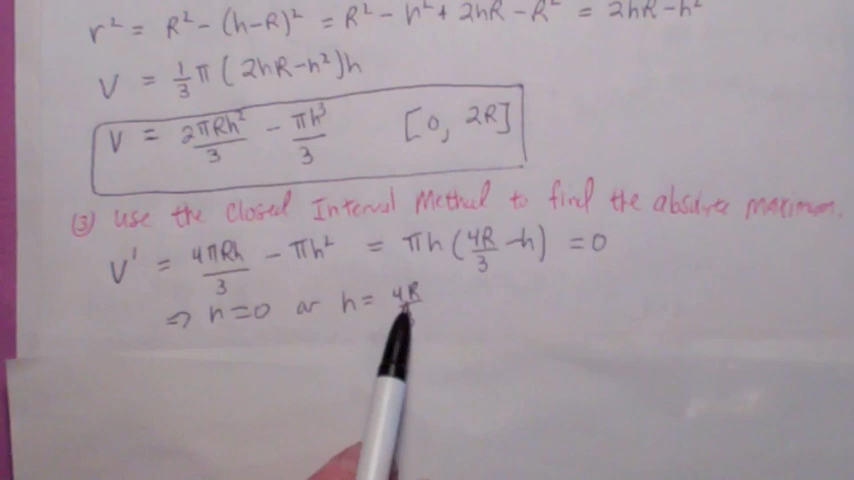 r² = R² - (h-R)² = R² - h² + 2hR - R² = 2hR - h²
V = 1/3 π (2hR - h²)h
V = 2πRh²/3 - πh³/3 [0, 2R]
(3) Use the Closed Interval Method to find the absolute maximum.
V' = 4πRh/3 - πh² = πh (4R/3 - h) = 0
⇒ h = 0 or h = 4R/3